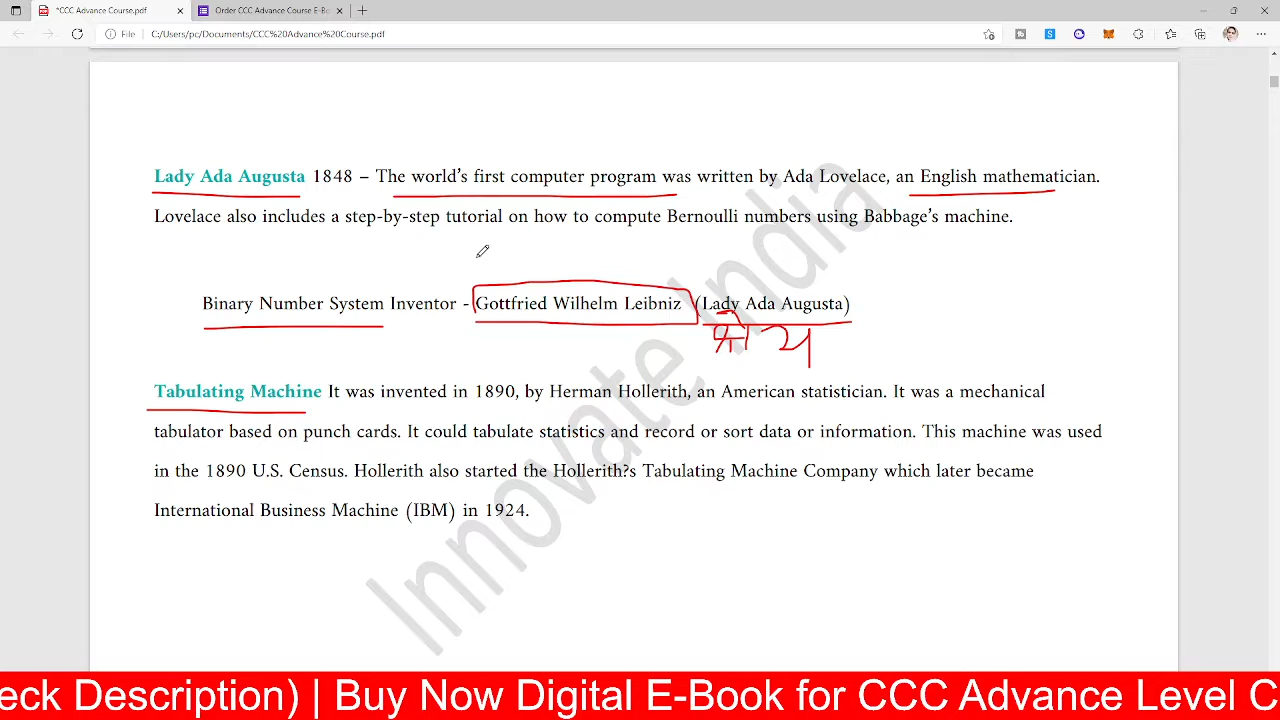 *CCC Advance Course.pdf
Order CCC Advance Course E-Bo
File C:/Users/pc/Documents/CCC%20Advance%20Course.pdf
Lady Ada Augusta 1848 – The world's first computer program was written by Ada Lovelace, an English mathematician.
Lovelace also includes a step-by-step tutorial on how to compute Bernoulli numbers using Babbage's machine.
Binary Number System Inventor - Gottfried Wilhelm Leibniz (Lady Ada Augusta)
Tabulating Machine It was invented in 1890, by Herman Hollerith, an American statistician. It was a mechanical
tabulator based on punch cards. It could tabulate statistics and record or sort data or information. This machine was used
in the 1890 U.S. Census. Hollerith also started the Hollerith?s Tabulating Machine Company which later became
International Business Machine (IBM) in 1924.
Innovate India
eck Description) | Buy Now Digital E-Book for CCC Advance Level C